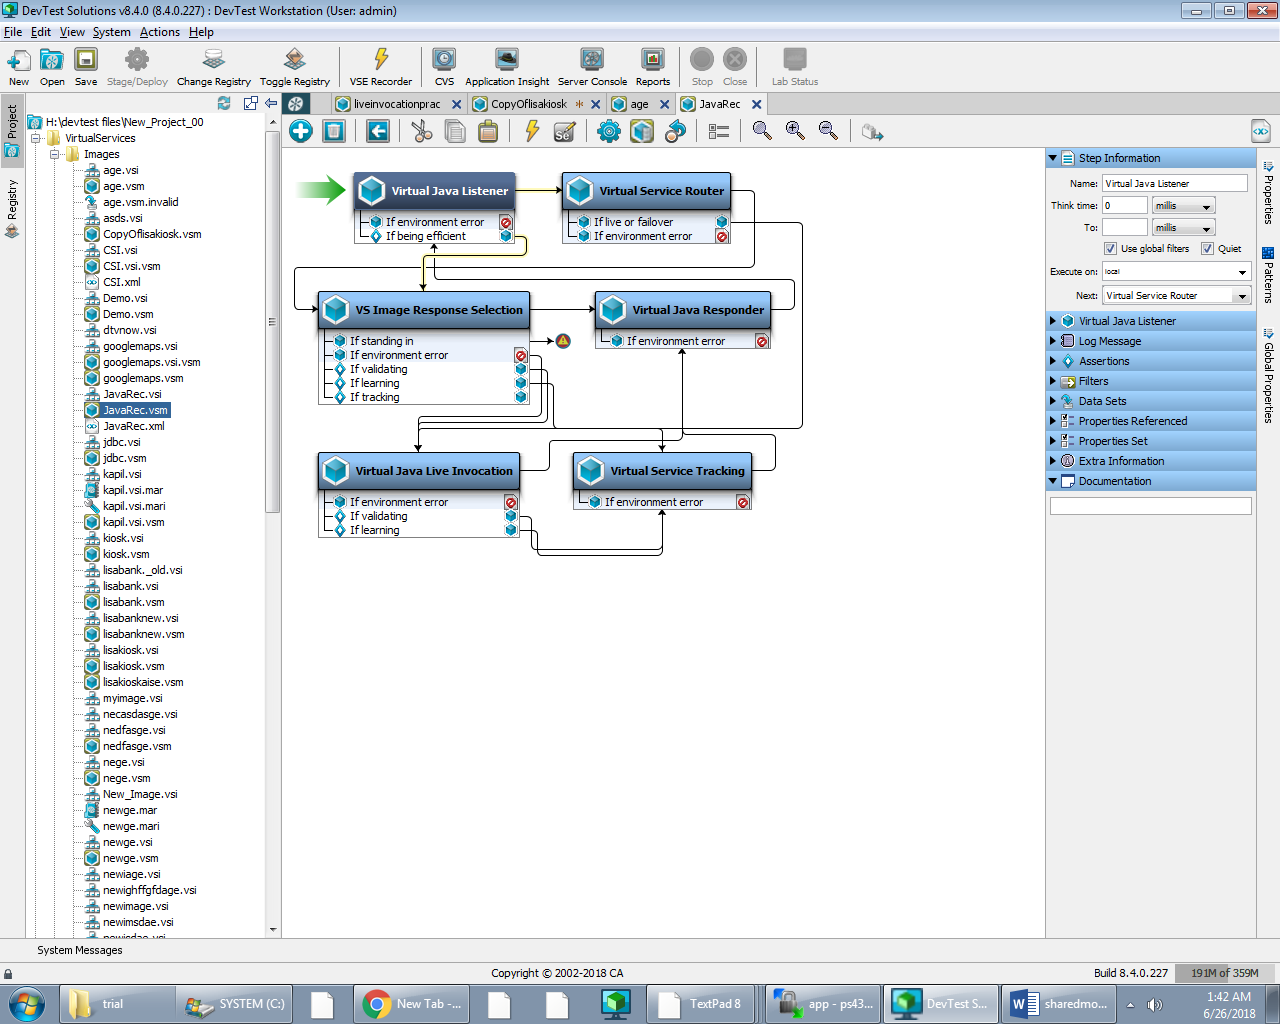 DevTest Solutions v8.4.0 (8.4.0.227) : DevTest Workstation (User: admin)
File Edit View System Actions Help
New Open Save Stage/Deploy Change Registry Toggle Registry VSE Recorder CVS Application Insight Server Console Reports Stop Close Lab Status
Project
Registry
H:\devtest files\New_Project_00
VirtualServices
Images
age.vsi
age.vsm
age.vsm.invalid
asds.vsi
CopyOflisakiosk.vsm
CSI.vsi
CSI.vsi.vsm
CSI.xml
Demo.vsi
Demo.vsm
dtvnow.vsi
googlemaps.vsi
googlemaps.vsi.vsm
googlemaps.vsm
JavaRec.vsi
JavaRec.vsm
JavaRec.xml
jdbc.vsi
jdbc.vsm
kapil.vsi
kapil.vsi.mar
kapil.vsi.mari
kapil.vsi.vsm
kiosk.vsi
kiosk.vsm
lisabank._old.vsi
lisabank.vsi
lisabank.vsm
lisabanknew.vsi
lisabanknew.vsm
lisakiosk.vsi
lisakiosk.vsm
lisakioskaise.vsm
myimage.vsi
necasdasge.vsi
nedfasge.vsi
nedfasge.vsm
nege.vsi
nege.vsm
New_Image.vsi
newge.mar
newge.mari
newge.vsi
newge.vsm
newiage.vsi
newighffgfdage.vsi
newimage.vsi
newimsdae.vsi
liveinvocationprac CopyOflisakiosk age JavaRec
Virtual Java Listener
If environment error
If being efficient
Virtual Service Router
If live or failover
If environment error
VS Image Response Selection
If standing in
If environment error
If validating
If learning
If tracking
Virtual Java Responder
If environment error
Virtual Java Live Invocation
If environment error
If validating
If learning
Virtual Service Tracking
If environment error
Step Information
Name: Virtual Java Listener
Think time: 0 millis
To: millis
Use global filters Quiet
Execute on: local
Next: Virtual Service Router
Virtual Java Listener
Log Message
Assertions
Filters
Data Sets
Properties Referenced
Properties Set
Extra Information
Documentation
Properties
Patterns
Global Properties
System Messages
Copyright © 2002-2018 CA
Build 8.4.0.227
191M of 359M
trial
SYSTEM (C:)
New Tab -...
TextPad 8
app - ps43...
DevTest S...
sharedmo...
1:42 AM
6/26/2018